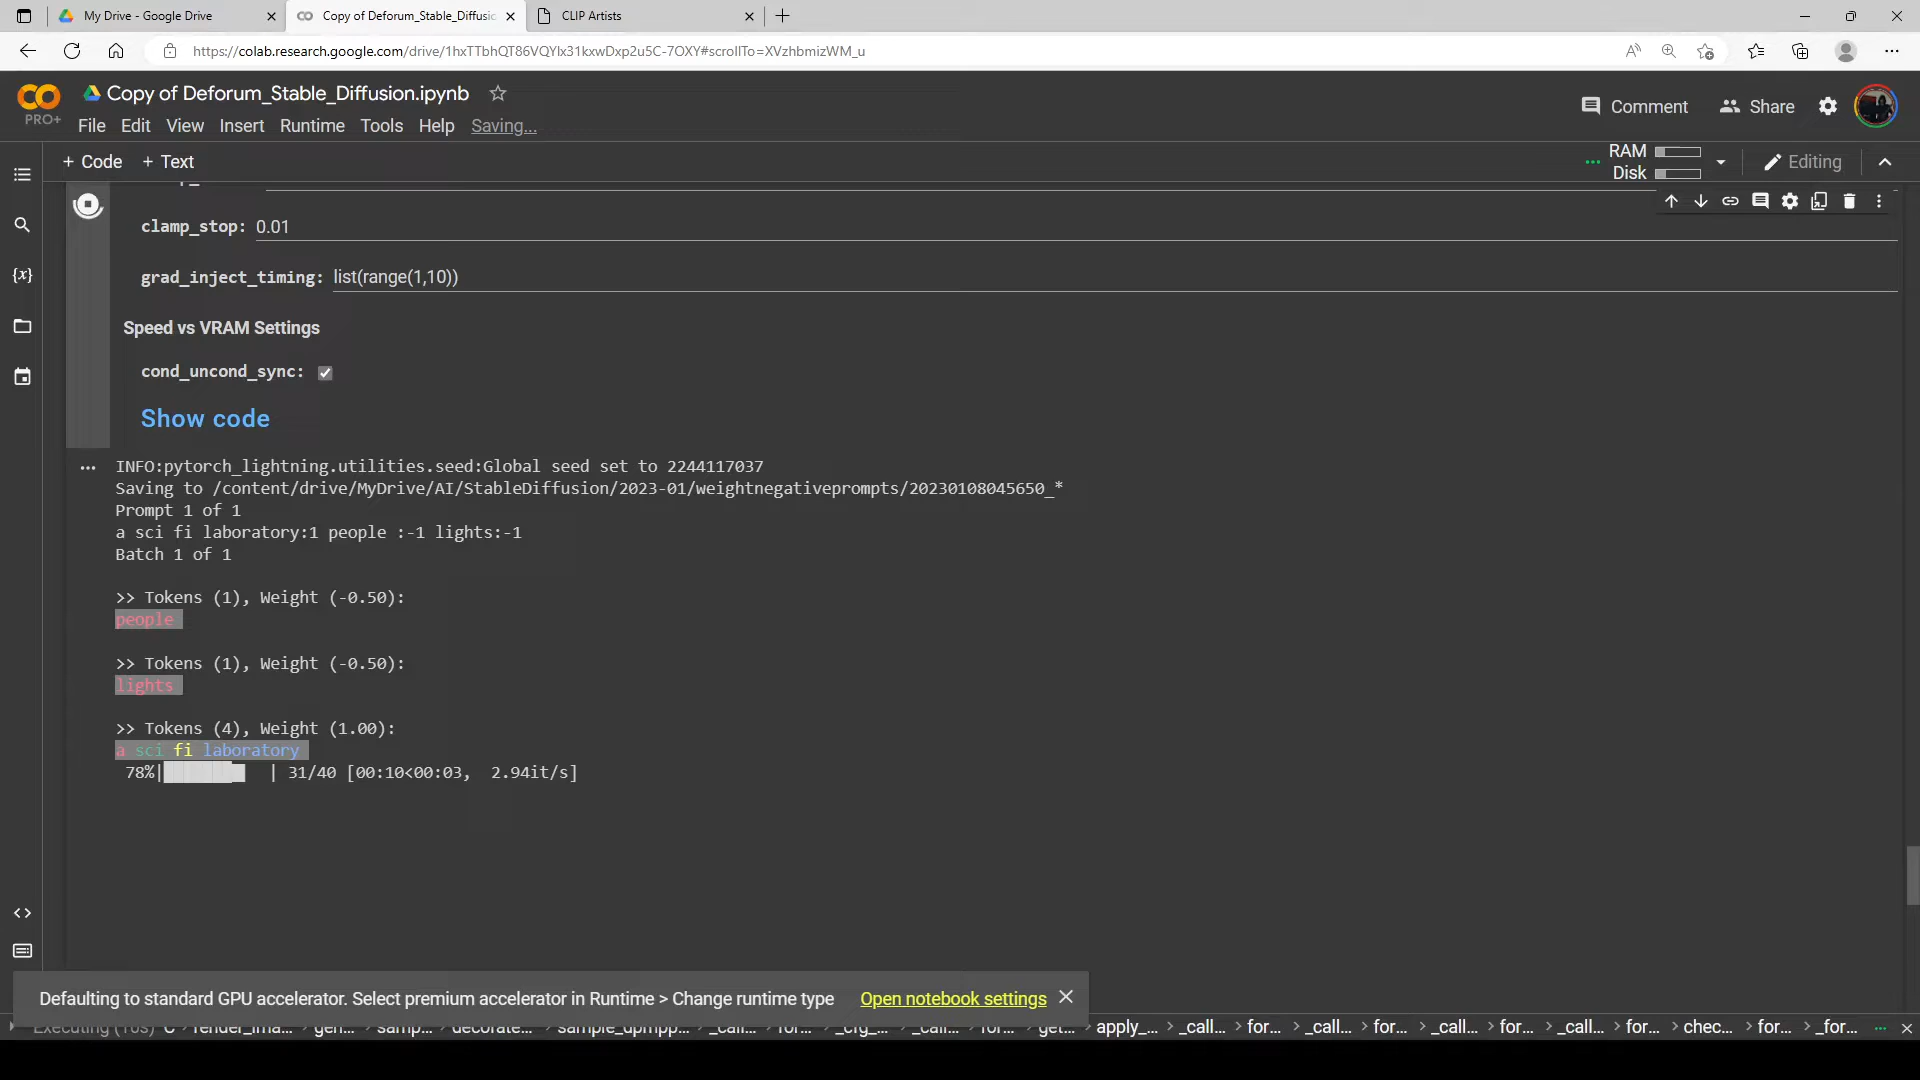 My Drive - Google Drive
Copy of Deforum_Stable_Diffusic
CLIP Artists
https://colab.research.google.com/drive/1hxTTbhQT86VQYlx31kxwDxp2u5C-7OXY#scrollTo=XVzhbmizWM_u
CO
PRO+
Copy of Deforum_Stable_Diffusion.ipynb
Comment
Share
File Edit View Insert Runtime Tools Help Saving...
+ Code + Text
RAM
Disk
Editing
clamp_stop: 0.01
grad_inject_timing: list(range(1,10))
Speed vs VRAM Settings
cond_uncond_sync:
Show code
INFO:pytorch_lightning.utilities.seed:Global seed set to 2244117037
Saving to /content/drive/MyDrive/AI/StableDiffusion/2023-01/weightnegativeprompts/20230108045650_*
Prompt 1 of 1
a sci fi laboratory:1 people :-1 lights:-1
Batch 1 of 1
>> Tokens (1), Weight (-0.50):
people
>> Tokens (1), Weight (-0.50):
lights
>> Tokens (4), Weight (1.00):
a sci fi laboratory
78%| | 31/40 [00:10<00:03, 2.94it/s]
Defaulting to standard GPU accelerator. Select premium accelerator in Runtime > Change runtime type Open notebook settings
apply_... > _call... > for... > _call... > for... > _call... > for... > _call... > for... > chec... > for... > _for...